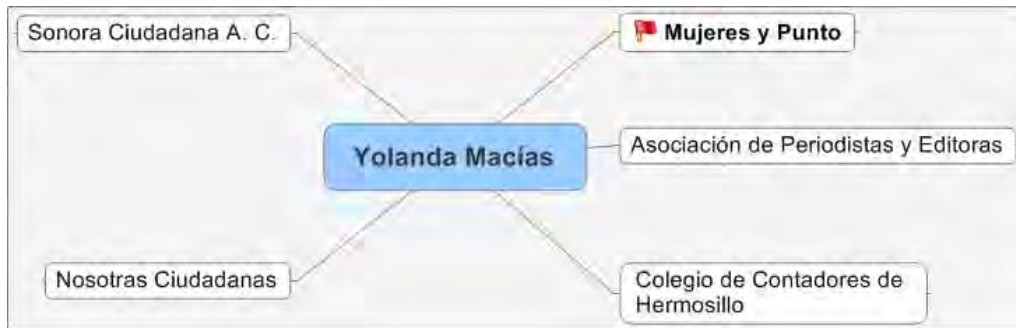 Sonora Ciudadana A. C.
Mujeres y Punto
Yolanda Macías
Asociación de Periodistas y Editoras
Nosotras Ciudadanas
Colegio de Contadores de
Hermosillo